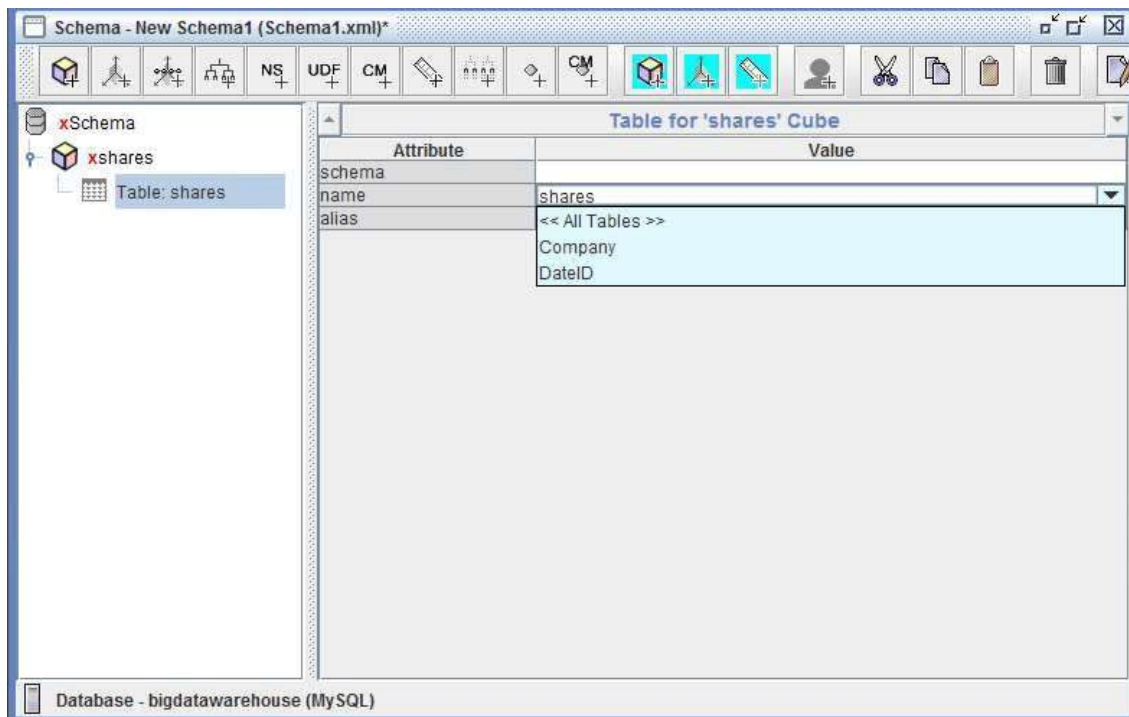 Schema - New Schema1 (Schema1.xml)*
NS UDF CM CM
xSchema
xshares
Table: shares
Table for 'shares' Cube
Attribute Value
schema
name shares
alias
<< All Tables >>
Company
DateID
Database - bigdatawarehouse (MySQL)